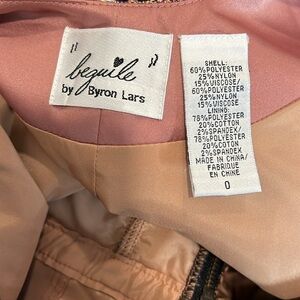 "beguile"
by Byron Lars
SHELL:
60%POLYESTER
25%NYLON
15%VISCOSE/
60%POLYESTER
25%NYLON
15%VISCOSE
LINING:
78%POLYESTER
20%COTTON
2%SPANDEX/
78%POLYESTER
20%COTON
2%SPANDEX
MADE IN CHINA/
FABRIQUE
EN CHINE
0